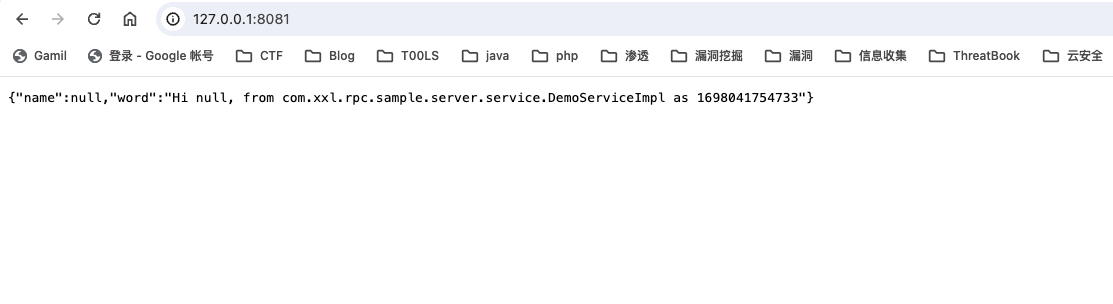 127.0.0.1:8081
Gamil 登录 - Google 帐号 CTF Blog T00LS java php 渗透 漏洞挖掘 漏洞 信息收集 ThreatBook 云安全
{"name":null,"word":"Hi null, from com.xxl.rpc.sample.server.service.DemoServiceImpl as 1698041754733"}